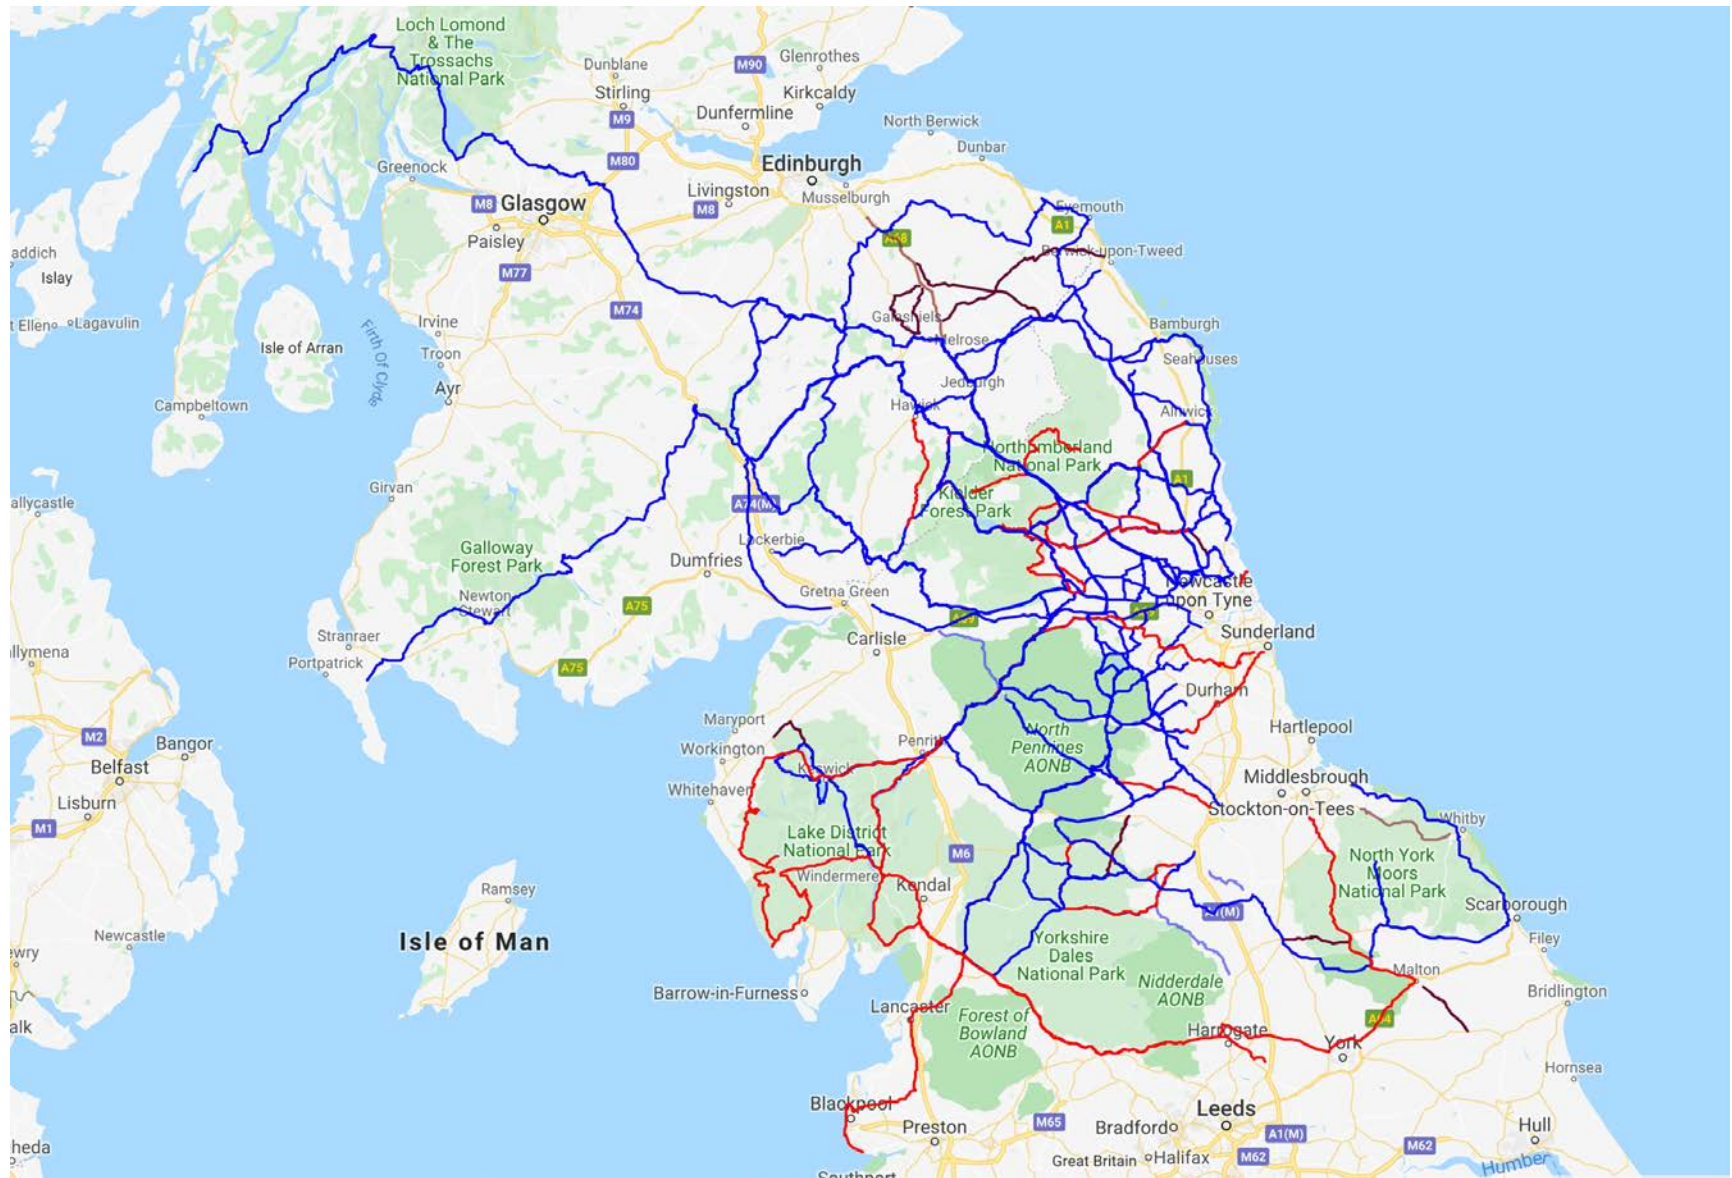 Loch Lomond
& The
Trossachs
National Park
Dunblane
Stirling
M9
M90
Glenrothes
Kirkcaldy
Dunfermline
North Berwick
Dunbar
Edinburgh
Musselburgh
M80
Greenock
Livingston
M8
M8
Glasgow
Paisley
M77
M74
A68
A1
Eyemouth
Berwick-upon-Tweed
addich
Islay
t Ellen
Lagavulin
Irvine
Troon
Ayr
Firth Of Clyde
Isle of Arran
Campbeltown
Galashiels
Melrose
Bamburgh
Seahouses
Jedburgh
Hawick
Alnwick
Northumberland
National Park
A1
Kielder
Forest Park
Girvan
allycastle
A74(M)
Lockerbie
Galloway
Forest Park
Dumfries
Gretna Green
Newton
Stewart
A75
Newcastle
upon Tyne
Sunderland
Stranraer
Portpatrick
A75
Carlisle
allymena
Durham
Hartlepool
Maryport
Workington
Whitehaven
Penrith
Keswick
North
Pennines
AONB
Middlesbrough
Stockton-on-Tees
M2
Bangor
Belfast
Lisburn
M1
Whitby
Lake District
National Park
M6
Windermere
Kendal
North York
Moors
National Park
Scarborough
Filey
Ramsey
Isle of Man
Newcastle
A1(M)
Yorkshire
Dales
National Park
Nidderdale
AONB
Malton
Bridlington
ewry
alk
Barrow-in-Furness
Lancaster
Forest of
Bowland
AONB
Harrogate
A64
York
Hornsea
Blackpool
Preston
M65
Leeds
Bradford
A1(M)
Great Britain
Halifax
M62
M62
Hull
Humber
heda
Southport